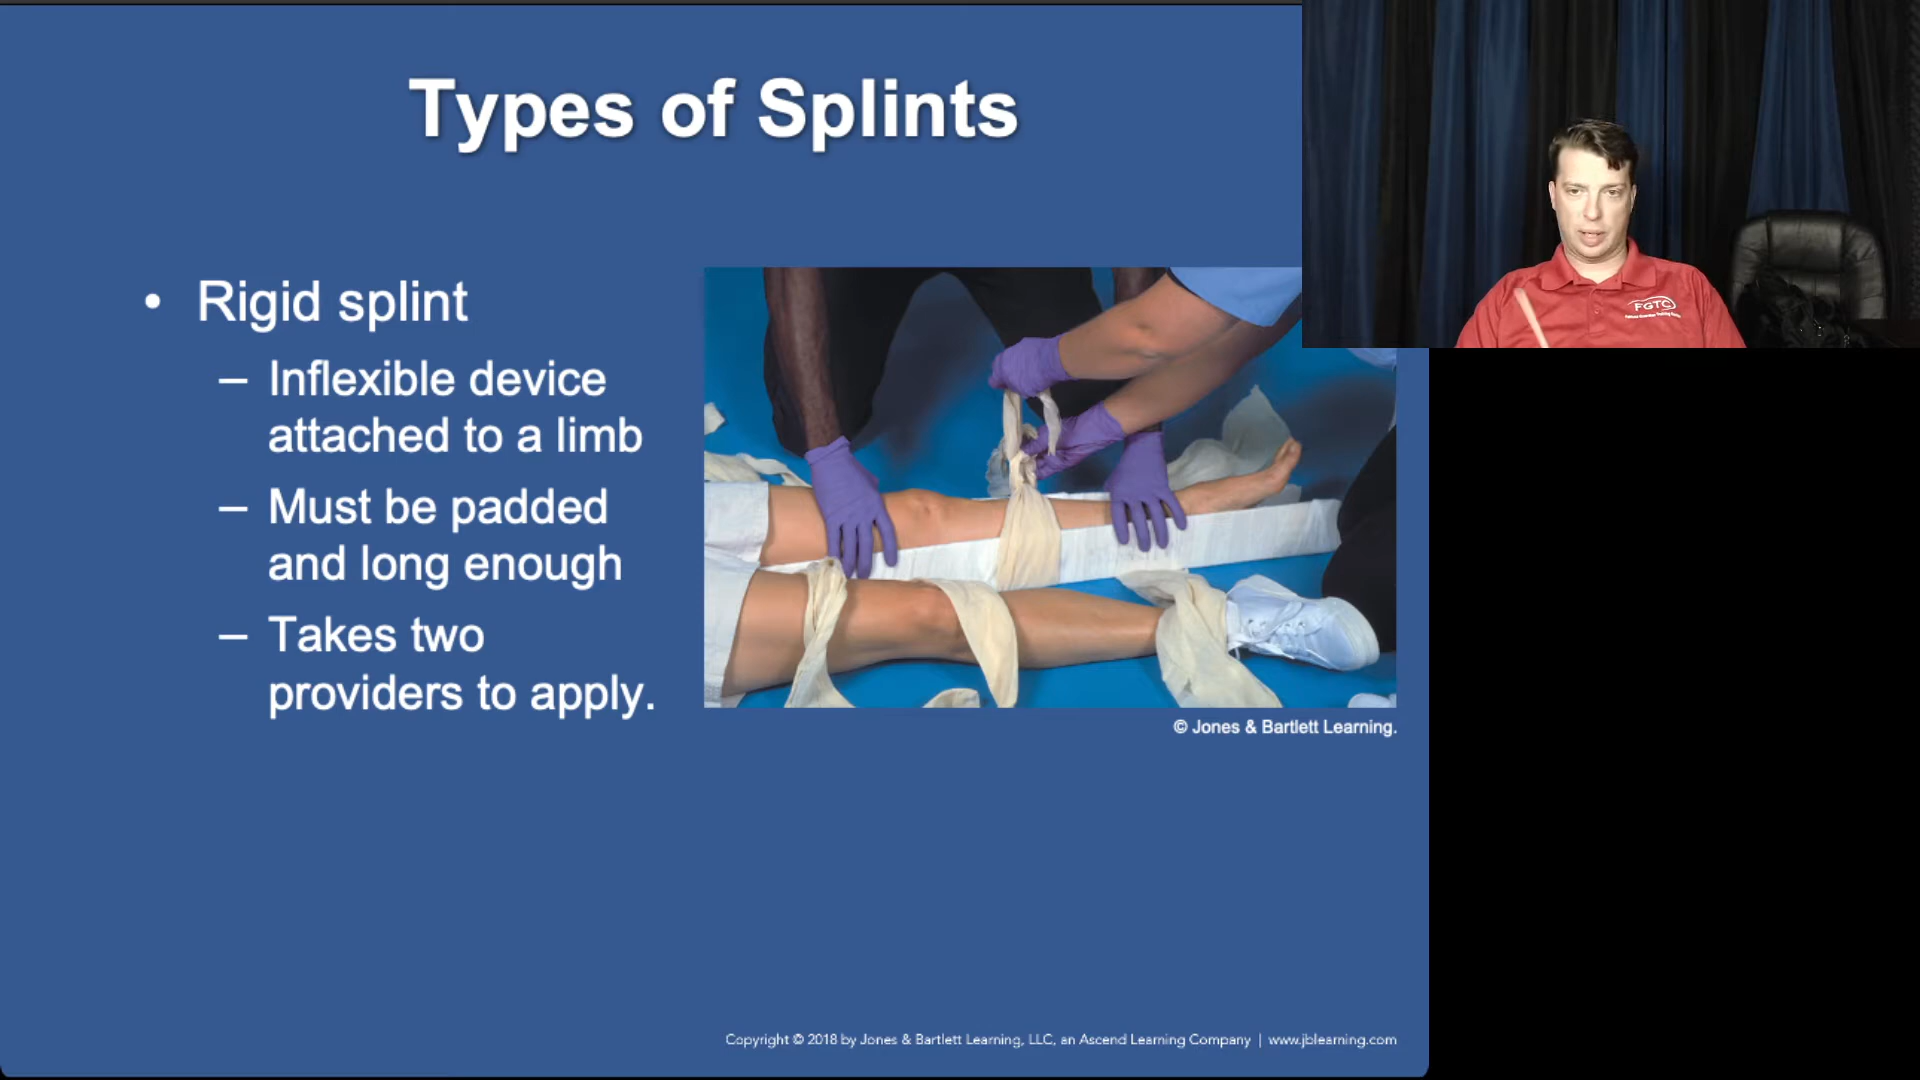 Types of Splints
• Rigid splint
– Inflexible device
attached to a limb
– Must be padded
and long enough
– Takes two
providers to apply.
© Jones & Bartlett Learning.
FGTC
Copyright © 2018 by Jones & Bartlett Learning, LLC, an Ascend Learning Company | www.jblearning.com